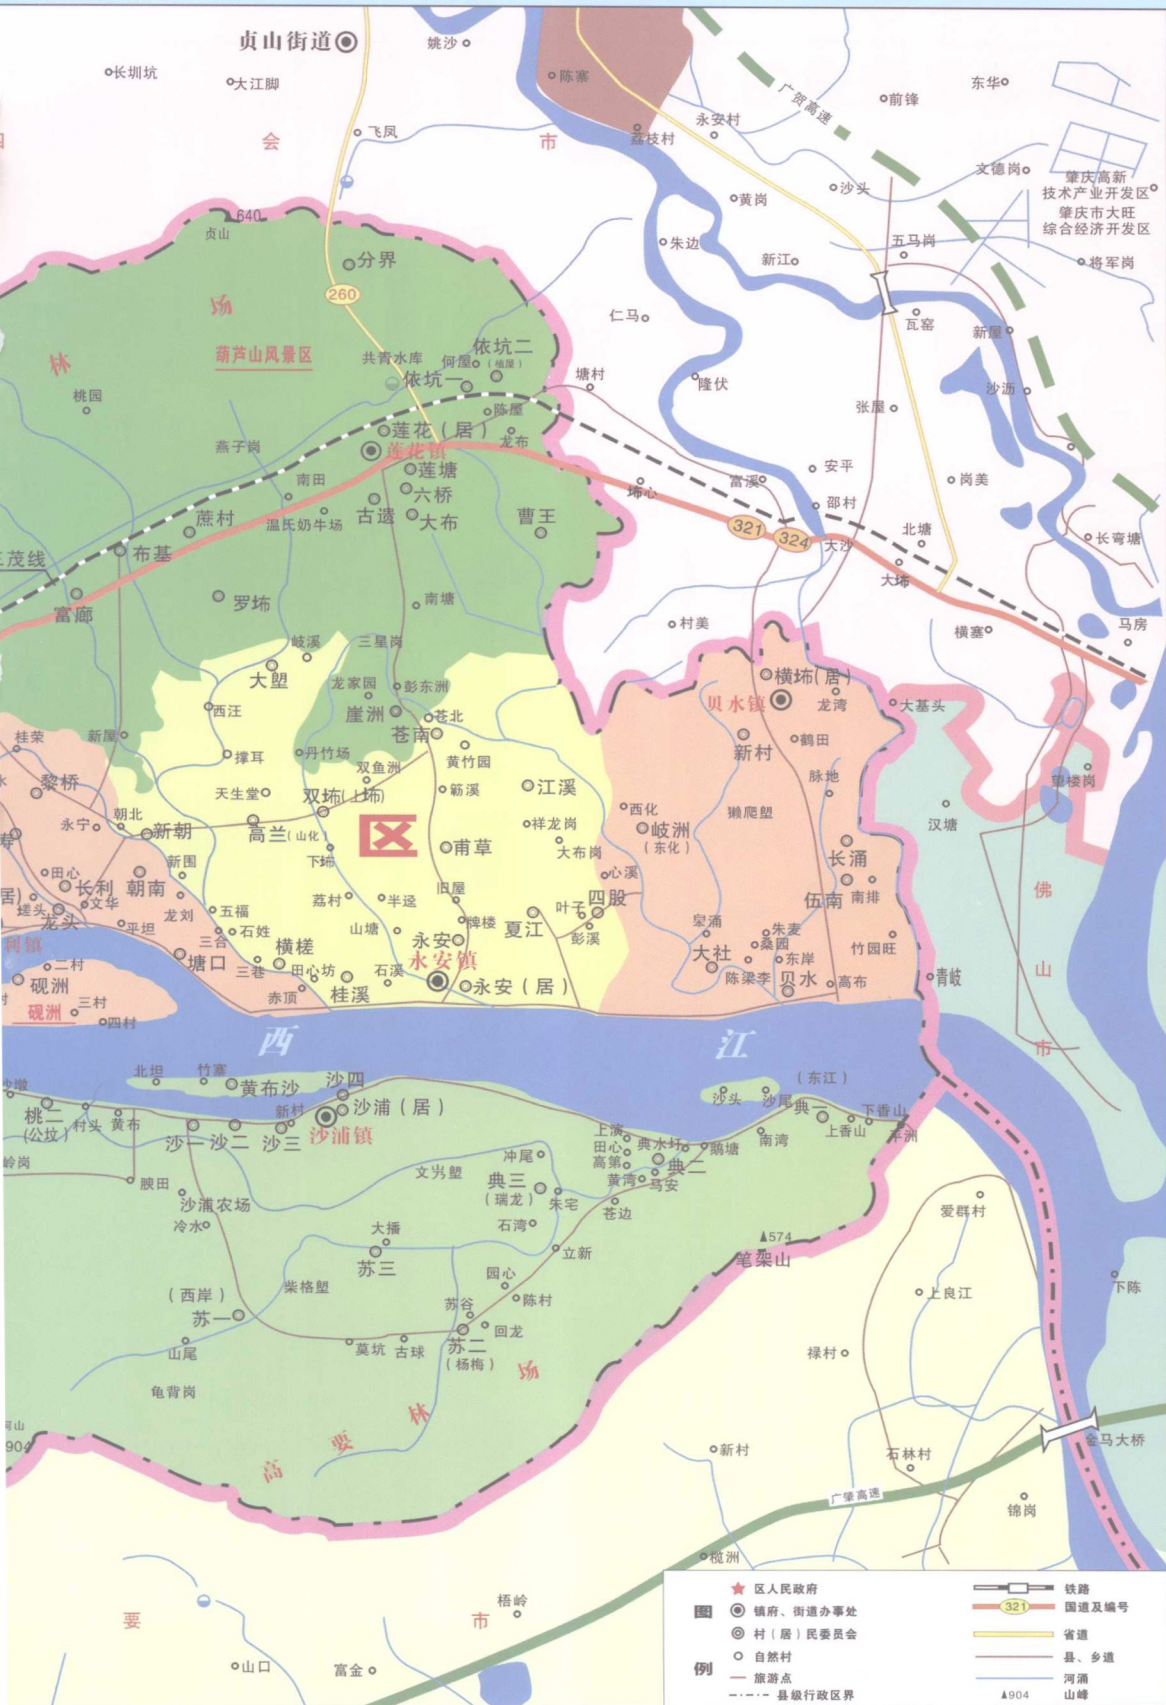 贞山街道
姚沙
长圳坑
大江脚
陈寨
东华
前锋
广贺高速
永安村
荔枝村
会
市
飞凤
文德岗
肇庆高新
技术产业开发区
肇庆市大旺
综合经济开发区
沙头
黄岗
640
贞山
朱边
五马岗
新江
将军岗
分界
260
场
仁马
瓦窑
新屋
林
葫芦山风景区
共青水库
何屋
依坑二
(植屋)
依坑一
塘村
隆伏
沙沥
桃园
陈屋
张屋
莲花(居)
莲花镇
龙布
燕子岗
莲塘
安平
南田
六桥
埗心
富溪
岗美
邵村
蔗村
温氏奶牛场
古逕
大布
曹王
321
324
北塘
长弯塘
大沙
三茂线
布基
大埗
富廊
罗埗
南塘
村美
横塞
马房
岐溪
三星岗
大塱
龙家园
彭东洲
横埗(居)
贝水镇
龙湾
大基头
西汪
崖洲
苍北
苍南
桂荣
新屋
撑耳
丹竹场
黄竹园
新村
鹤田
双鱼洲
脉地
望楼岗
黎桥
天生堂
双埗(上埗)
簕溪
江溪
西化
獭爬塱
汉塘
永宁
朝北
新朝
高兰(山化)
区
祥龙岗
岐洲
(东化)
下埗
甫草
大布岗
长涌
田心
新围
心溪
长利
朝南
旧屋
伍南
南排
佛
文华
荔村
半迳
叶子
四股
龙头
龙刘
五福
牌楼
夏江
平坦
三合
石姓
山塘
彭溪
朱麦
桑园
竹园旺
横槎
永安
永安镇
大社
东岸
二村
塘口
三巷
田心坊
石溪
陈梁李
贝水
高布
青岐
山
砚洲
赤顶
桂溪
永安(居)
三村
砚洲
四村
西
江
市
北坦
竹寨
黄布沙
沙四
沙头
沙尾
(东江)
桃二
(公坟)
村头
黄布
新村
沙浦(居)
典一
下香山
沙一
沙二
沙三
沙浦镇
上香山
平洲
南湾
上演
田心
典水圩
鹅塘
高第
典二
黄湾
马安
岭岗
腴田
冲尾
典三
(瑞龙)
朱宅
沙浦农场
冷水
石湾
苍边
爱群村
大播
苏三
立新
574
笔架山
柴格塱
园心
陈村
下陈
(西岸)
苏一
苏谷
上良江
苏二
(杨梅)
回龙
山尾
莫坑
古球
禄村
场
龟背岗
林
要
高
904
新村
石林村
金马大桥
广肇高速
锦岗
榄洲
要
市
梧岭
山口
富金
图例
区人民政府
镇府、街道办事处
村(居)民委员会
自然村
旅游点
县级行政区界
铁路
321
国道及编号
省道
县、乡道
河涌
904
山峰